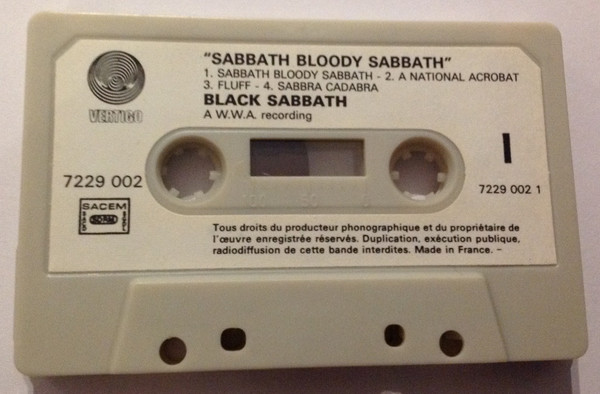 "SABBATH BLOODY SABBATH"
1. SABBATH BLOODY SABBATH - 2. A NATIONAL ACROBAT
3. FLUFF - 4. SABBRA CADABRA
BLACK SABBATH
A W.W.A. recording
VERTIGO
I
7229 002
7229 002 1
SACEM
Tous droits du producteur phonographique et du propriétaire de
l'œuvre enregistrée réservés. Duplication, exécution publique,
radiodiffusion de cette bande interdites. Made in France. –